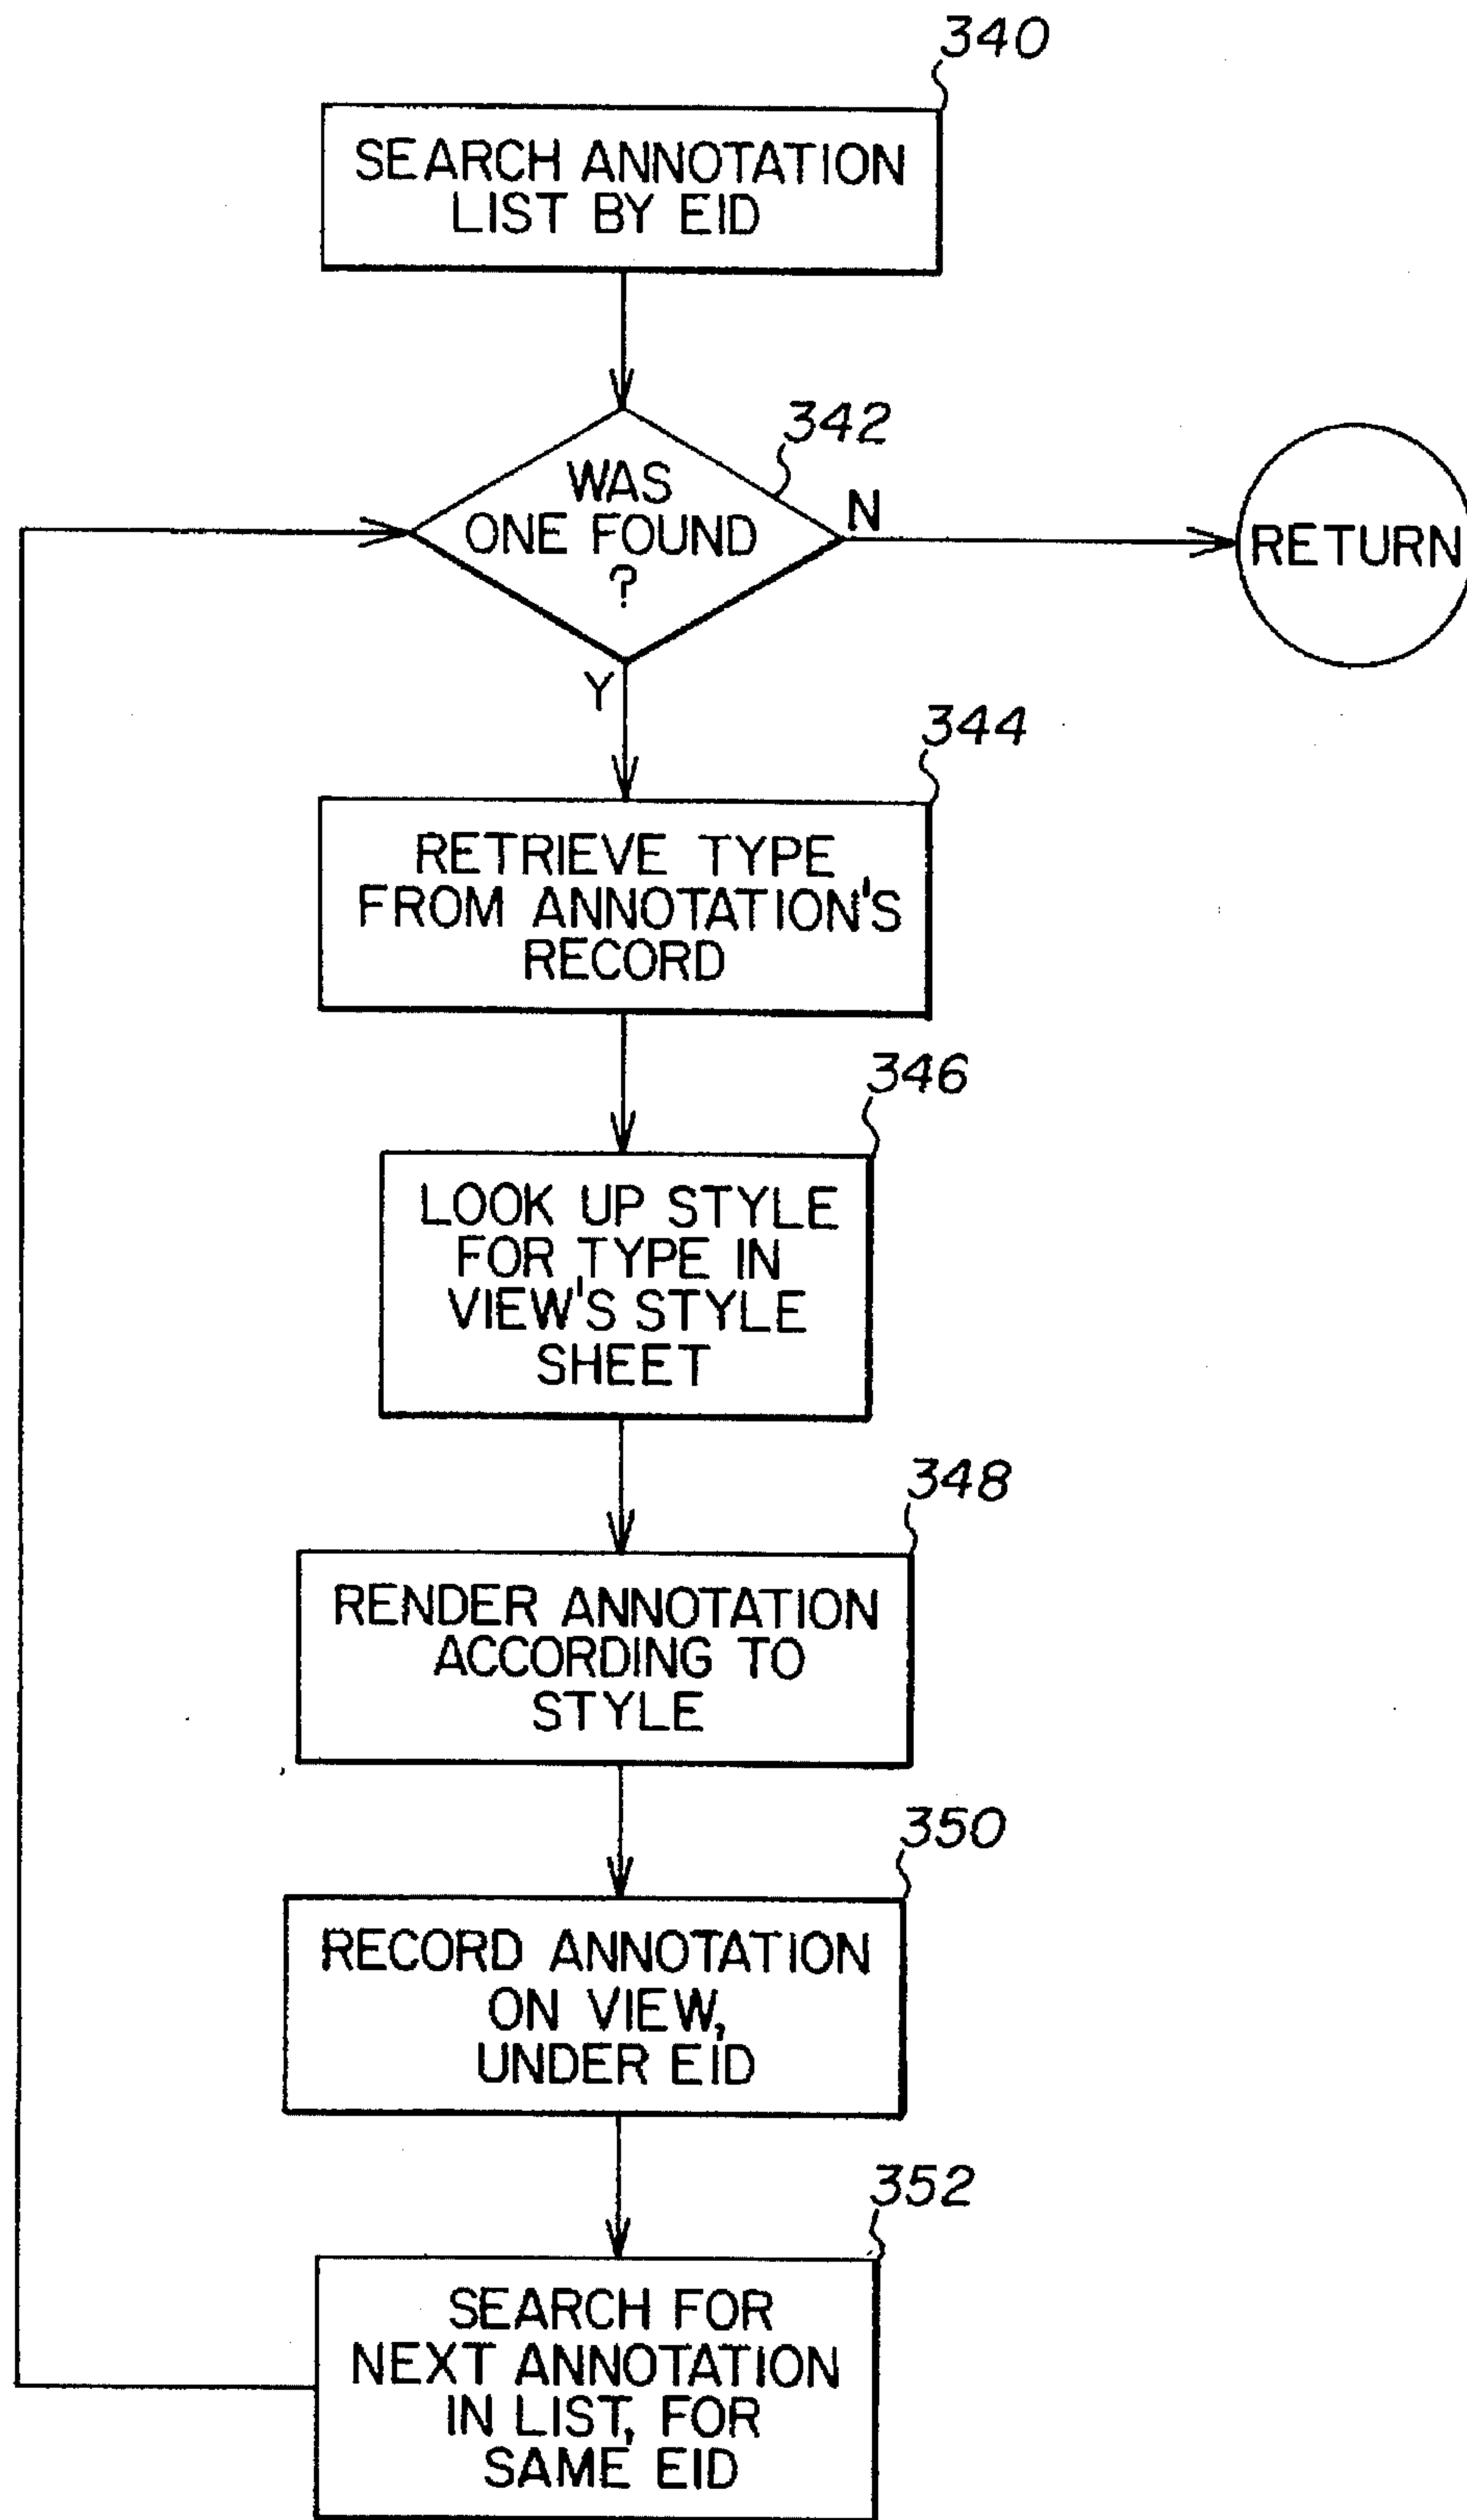 340
SEARCH ANNOTATION
LIST BY EID
342
WAS
ONE FOUND
?
N
RETURN
Y
344
RETRIEVE TYPE
FROM ANNOTATION'S
RECORD
346
LOOK UP STYLE
FOR TYPE IN
VIEW'S STYLE
SHEET
348
RENDER ANNOTATION
ACCORDING TO
STYLE
350
RECORD ANNOTATION
ON VIEW,
UNDER EID
352
SEARCH FOR
NEXT ANNOTATION
IN LIST, FOR
SAME EID